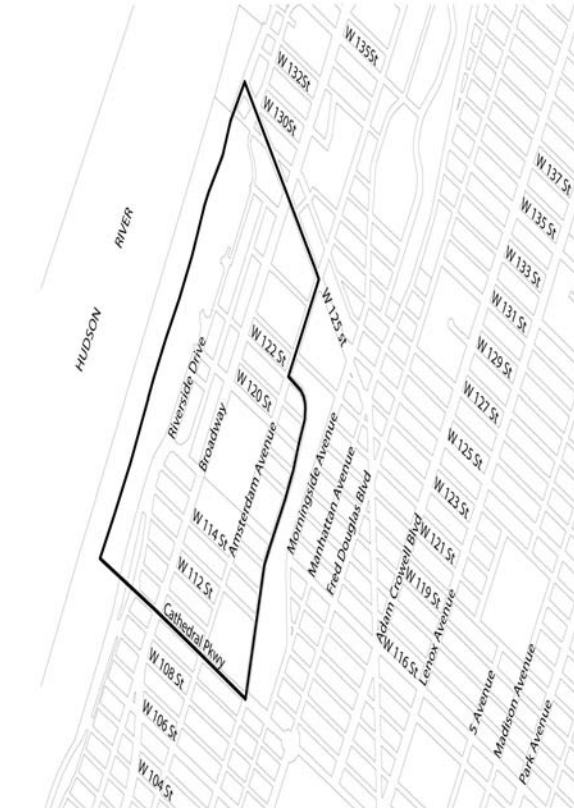 W 135St
W 132St
W 130St
W 137 St
W 135 St
RIVER
W 133 St
HUDSON
W 125 st
W 131 St
W 122 St
W 129 St
Riverside Drive
W 120 St
W 127 St
Broadway
W 125 St
Amsterdam Avenue
Morningside Avenue
Manhattan Avenue
Fred Douglas Blvd
W 123 St
W 114 St
Adam Crowell Blvd
W 121 St
W 112 St
W 119 St
Cathedral Pkwy
Lenox Avenue
W 116 St
W 108 St
W 106 St
5 Avenue
Madison Avenue
Park Avenue
W 104 St